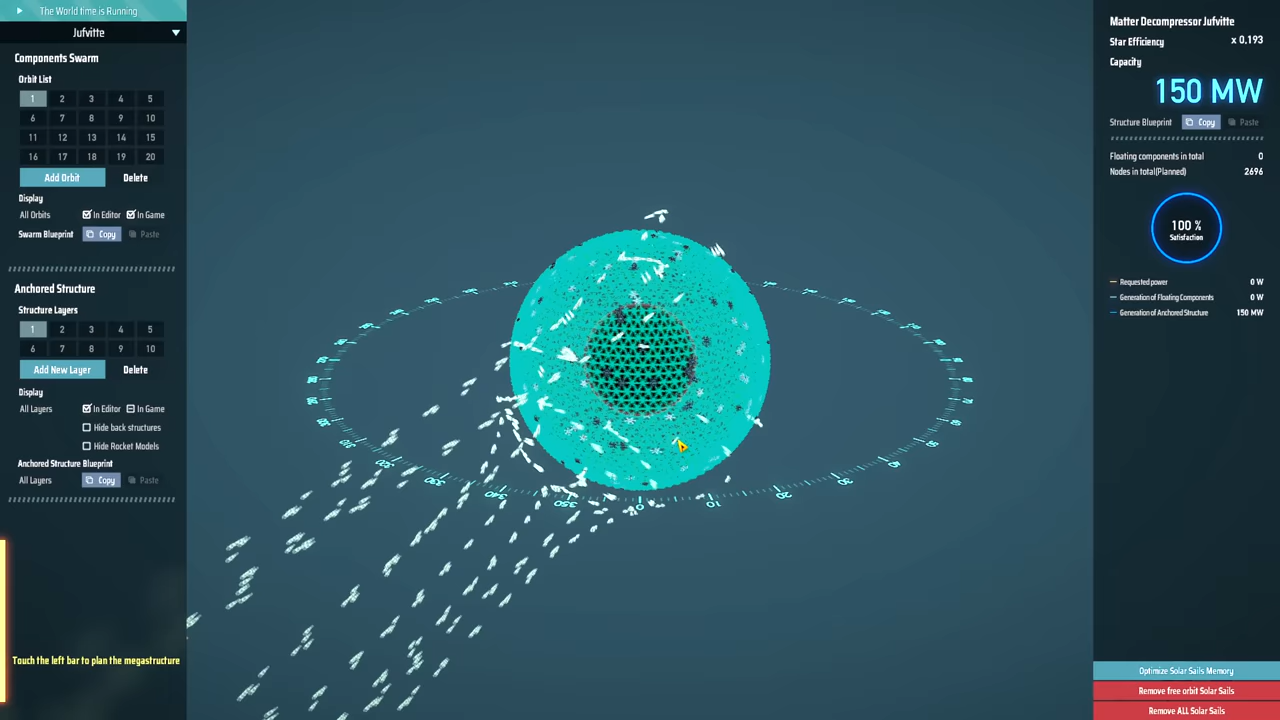 The World time is Running
Jufvitte
Components Swarm
Orbit List
1 2 3 4 5
6 7 8 9 10
11 12 13 14 15
16 17 18 19 20
Add Orbit Delete
Display
All Orbits In Editor In Game
Swarm Blueprint Copy Paste
Anchored Structure
Structure Layers
1 2 3 4 5
6 7 8 9 10
Add New Layer Delete
Display
All Layers In Editor In Game
Hide back structures
Hide Rocket Models
Anchored Structure Blueprint
All Layers Copy Paste
Touch the left bar to plan the megastructure
330 340 350 0 10 20 30
Matter Decompressor Jufvitte
Star Efficiency x 0.193
Capacity
150 MW
Structure Blueprint Copy Paste
Floating components in total 0
Nodes in total(Planned) 2696
100 %
Satisfaction
Requested power 0 W
Generation of Floating Components 0 W
Generation of Anchored Structure 150 MW
Optimize Solar Sails Memory
Remove free orbit Solar Sails
Remove ALL Solar Sails